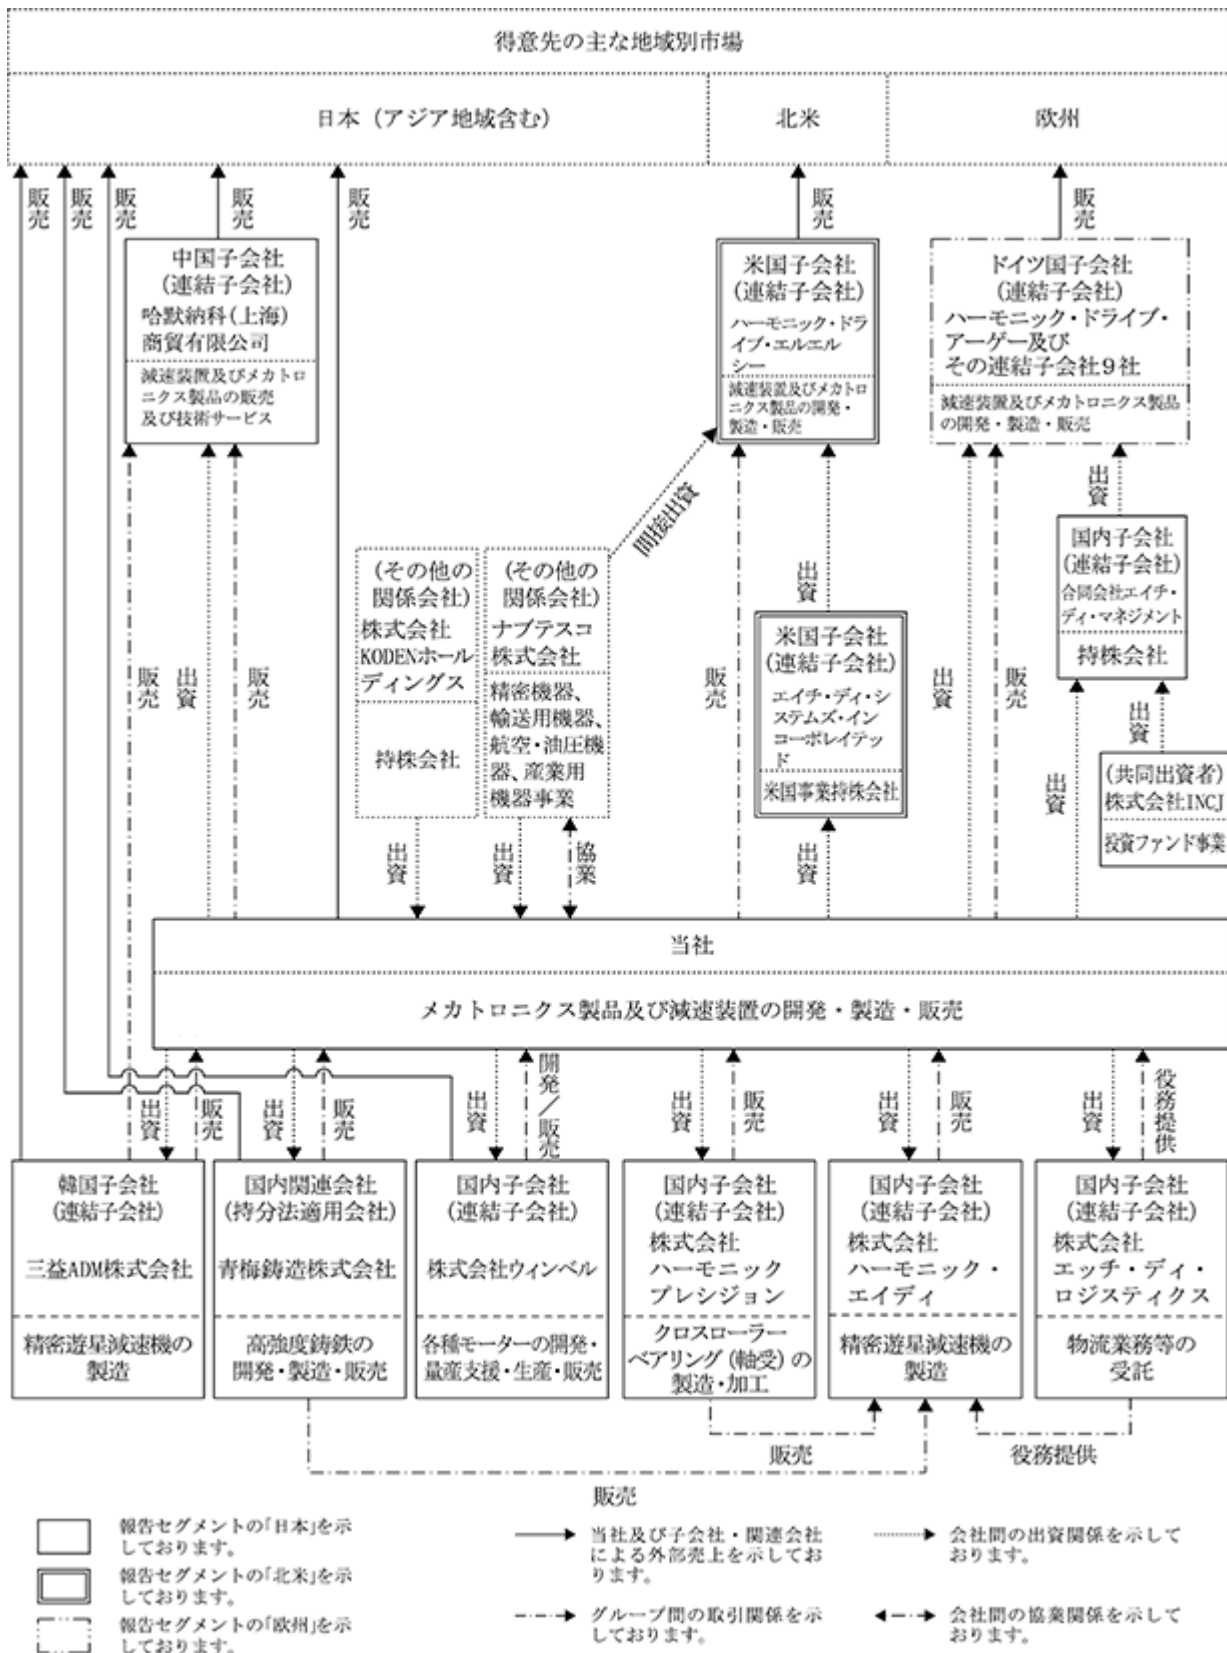 得意先の主な地域別市場
日本（アジア地域含む）
北米
欧州
販売
販売
販売
販売
販売
販売
中国子会社
(連結子会社)
哈默納科(上海)
商貿有限公司
減速装置及びメカトロ
ニクス製品の販売
及び技術サービス
米国子会社
(連結子会社)
ハーモニック・ドラ
イブ・エルエル
シー
減速装置及びメカトロ
ニクス製品の開発・
製造・販売
ドイツ国子会社
(連結子会社)
ハーモニック・ドライブ・
アーゲー及び
その連結子会社９社
減速装置及びメカトロニクス製品
の開発・製造・販売
間接出資
出資
出資
国内子会社
(連結子会社)
合同会社エイチ・
ディ・マネジメント
持株会社
(その他の
関係会社)
株式会社
KODENホール
ディングス
持株会社
(その他の
関係会社)
ナブテスコ
株式会社
精密機器、
輸送用機器、
航空・油圧機
器、産業用
機器事業
米国子会社
(連結子会社)
エイチ・ディ・シ
ステムズ・イン
コーポレイテッ
ド
米国事業持株会社
販売
出資
販売
販売
出資
販売
出資
出資
(共同出資者)
株式会社INCJ
投資ファンド事業
出資
出資
協業
出資
当社
メカトロニクス製品及び減速装置の開発・製造・販売
出資
販売
出資
販売
出資
開発／販売
出資
販売
出資
販売
出資
役務提供
韓国子会社
(連結子会社)
三益ADM株式会社
精密遊星減速機の
製造
国内関連会社
(持分法適用会社)
青梅鋳造株式会社
高強度鋳鉄の
開発・製造・販売
国内子会社
(連結子会社)
株式会社ウィンベル
各種モーターの開発・
量産支援・生産・販売
国内子会社
(連結子会社)
株式会社
ハーモニック
プレシジョン
クロスローラー
ベアリング(軸受)の
製造・加工
国内子会社
(連結子会社)
株式会社
ハーモニック・
エイディ
精密遊星減速機の
製造
国内子会社
(連結子会社)
株式会社
エッチ・ディ・
ロジスティクス
物流業務等の
受託
販売
役務提供
販売
報告セグメントの｢日本｣を示
しております。
報告セグメントの｢北米｣を示
しております。
報告セグメントの｢欧州｣を示
しております。
当社及び子会社・関連会社
による外部売上を示してお
ります。
グループ間の取引関係を示
しております。
会社間の出資関係を示して
おります。
会社間の協業関係を示して
おります。